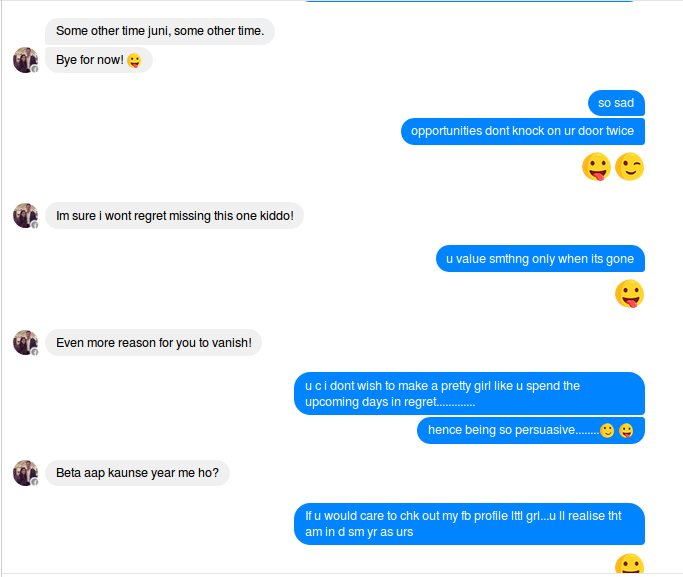 Some other time juni, some other time.
Bye for now! 😛
so sad
opportunities dont knock on ur door twice
😛 😉
Im sure i wont regret missing this one kiddo!
u value smthng only when its gone
😛
Even more reason for you to vanish!
u c i dont wish to make a pretty girl like u spend the
upcoming days in regret.............
hence being so persuasive........🙂 😛
Beta aap kaunse year me ho?
If u would care to chk out my fb profile lttl grl...u ll realise tht
am in d sm yr as urs